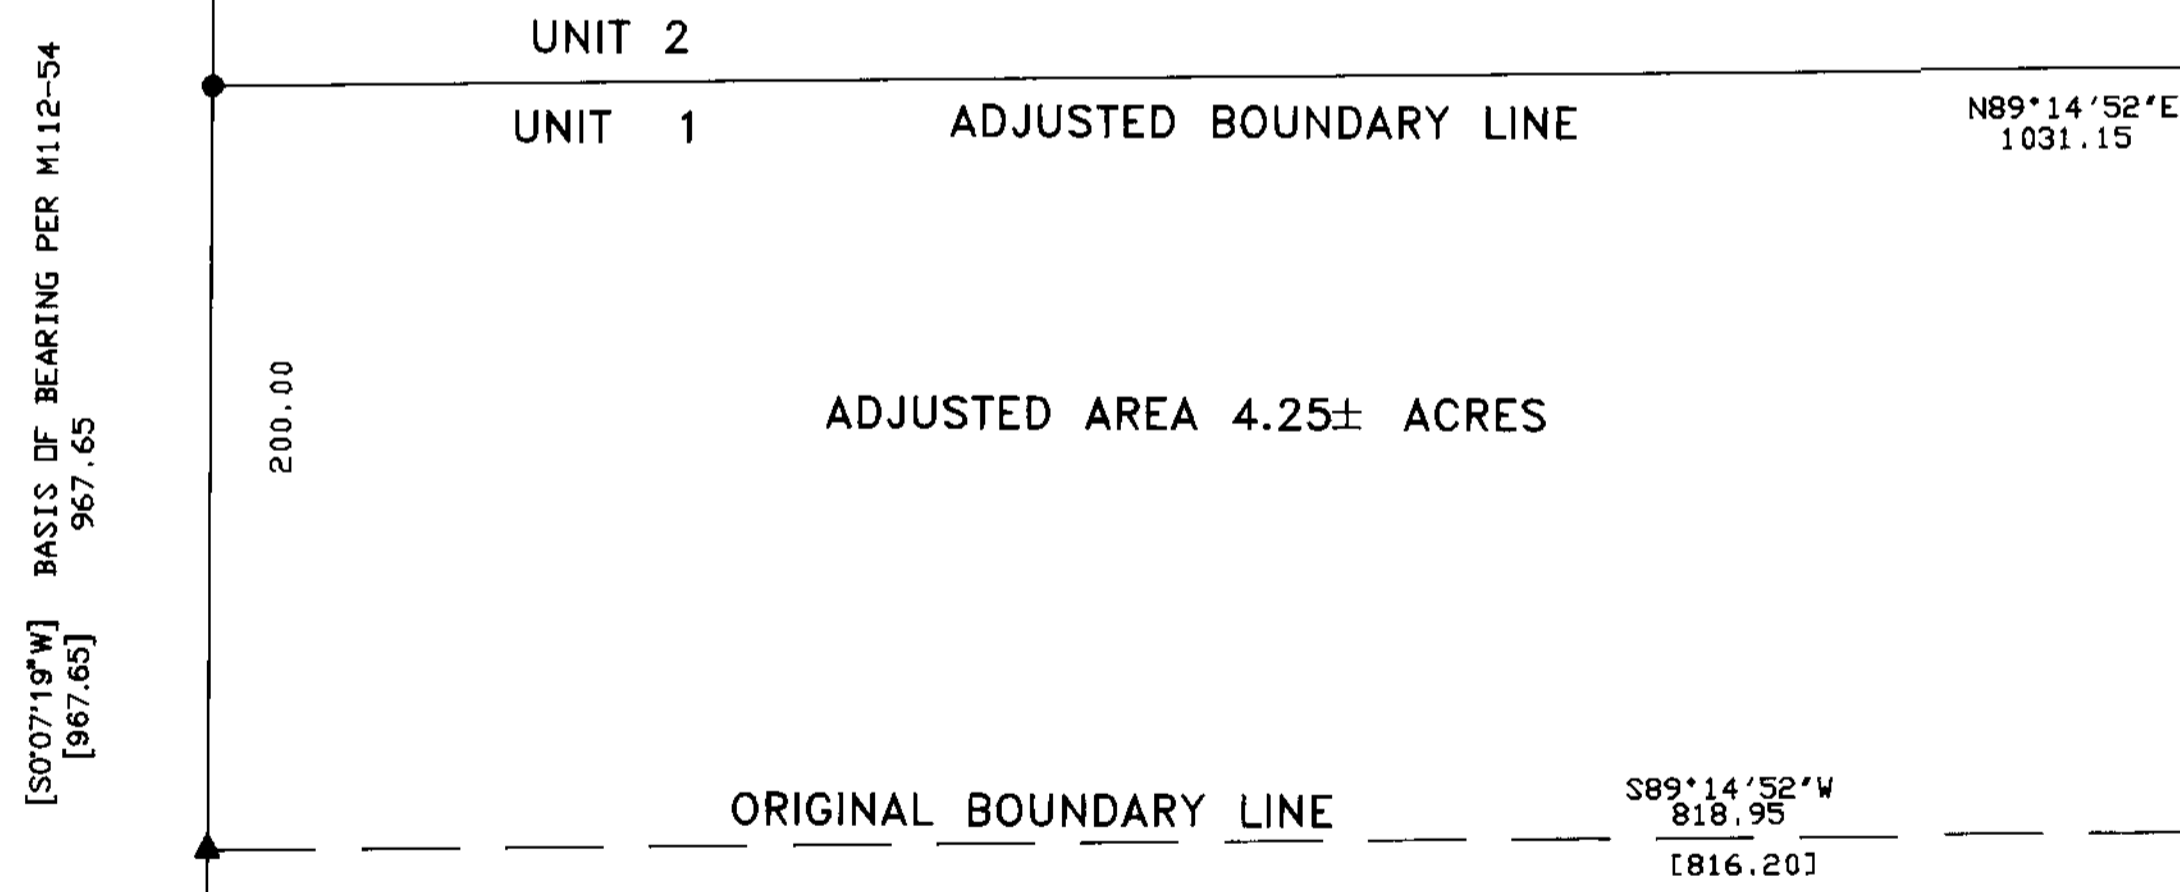 UNIT 2
UNIT 1
ADJUSTED BOUNDARY LINE
N89°14'52"E
1031.15
[S0°07'19"W] BASIS OF BEARING PER M112-54
[967.65] 967.65
200.00
ADJUSTED AREA 4.25± ACRES
ORIGINAL BOUNDARY LINE
S89°14'52"W
818.95
[816.20]